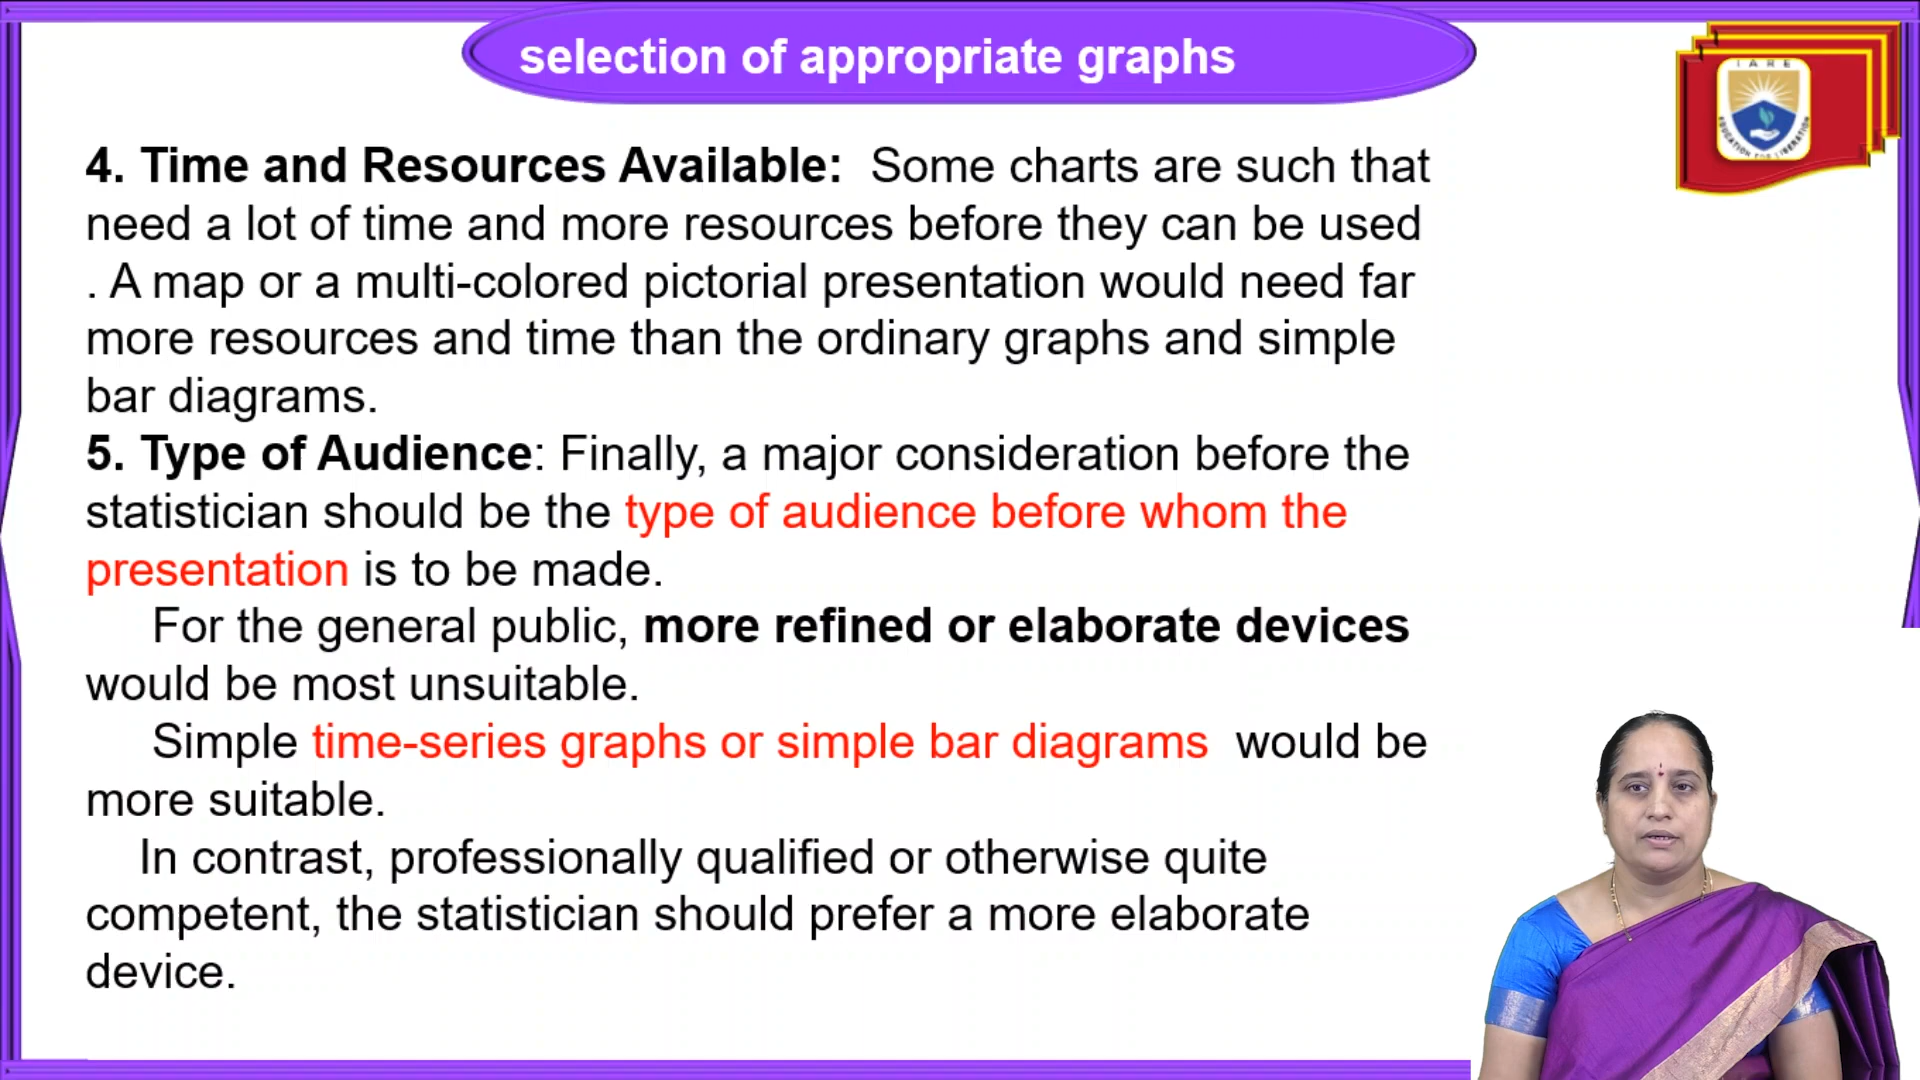 selection of appropriate graphs
I A R E
EDUCATION FOR LIBERATION
4. Time and Resources Available: Some charts are such that
need a lot of time and more resources before they can be used
. A map or a multi-colored pictorial presentation would need far
more resources and time than the ordinary graphs and simple
bar diagrams.
5. Type of Audience: Finally, a major consideration before the
statistician should be the type of audience before whom the
presentation is to be made.
For the general public, more refined or elaborate devices
would be most unsuitable.
Simple time-series graphs or simple bar diagrams would be
more suitable.
In contrast, professionally qualified or otherwise quite
competent, the statistician should prefer a more elaborate
device.